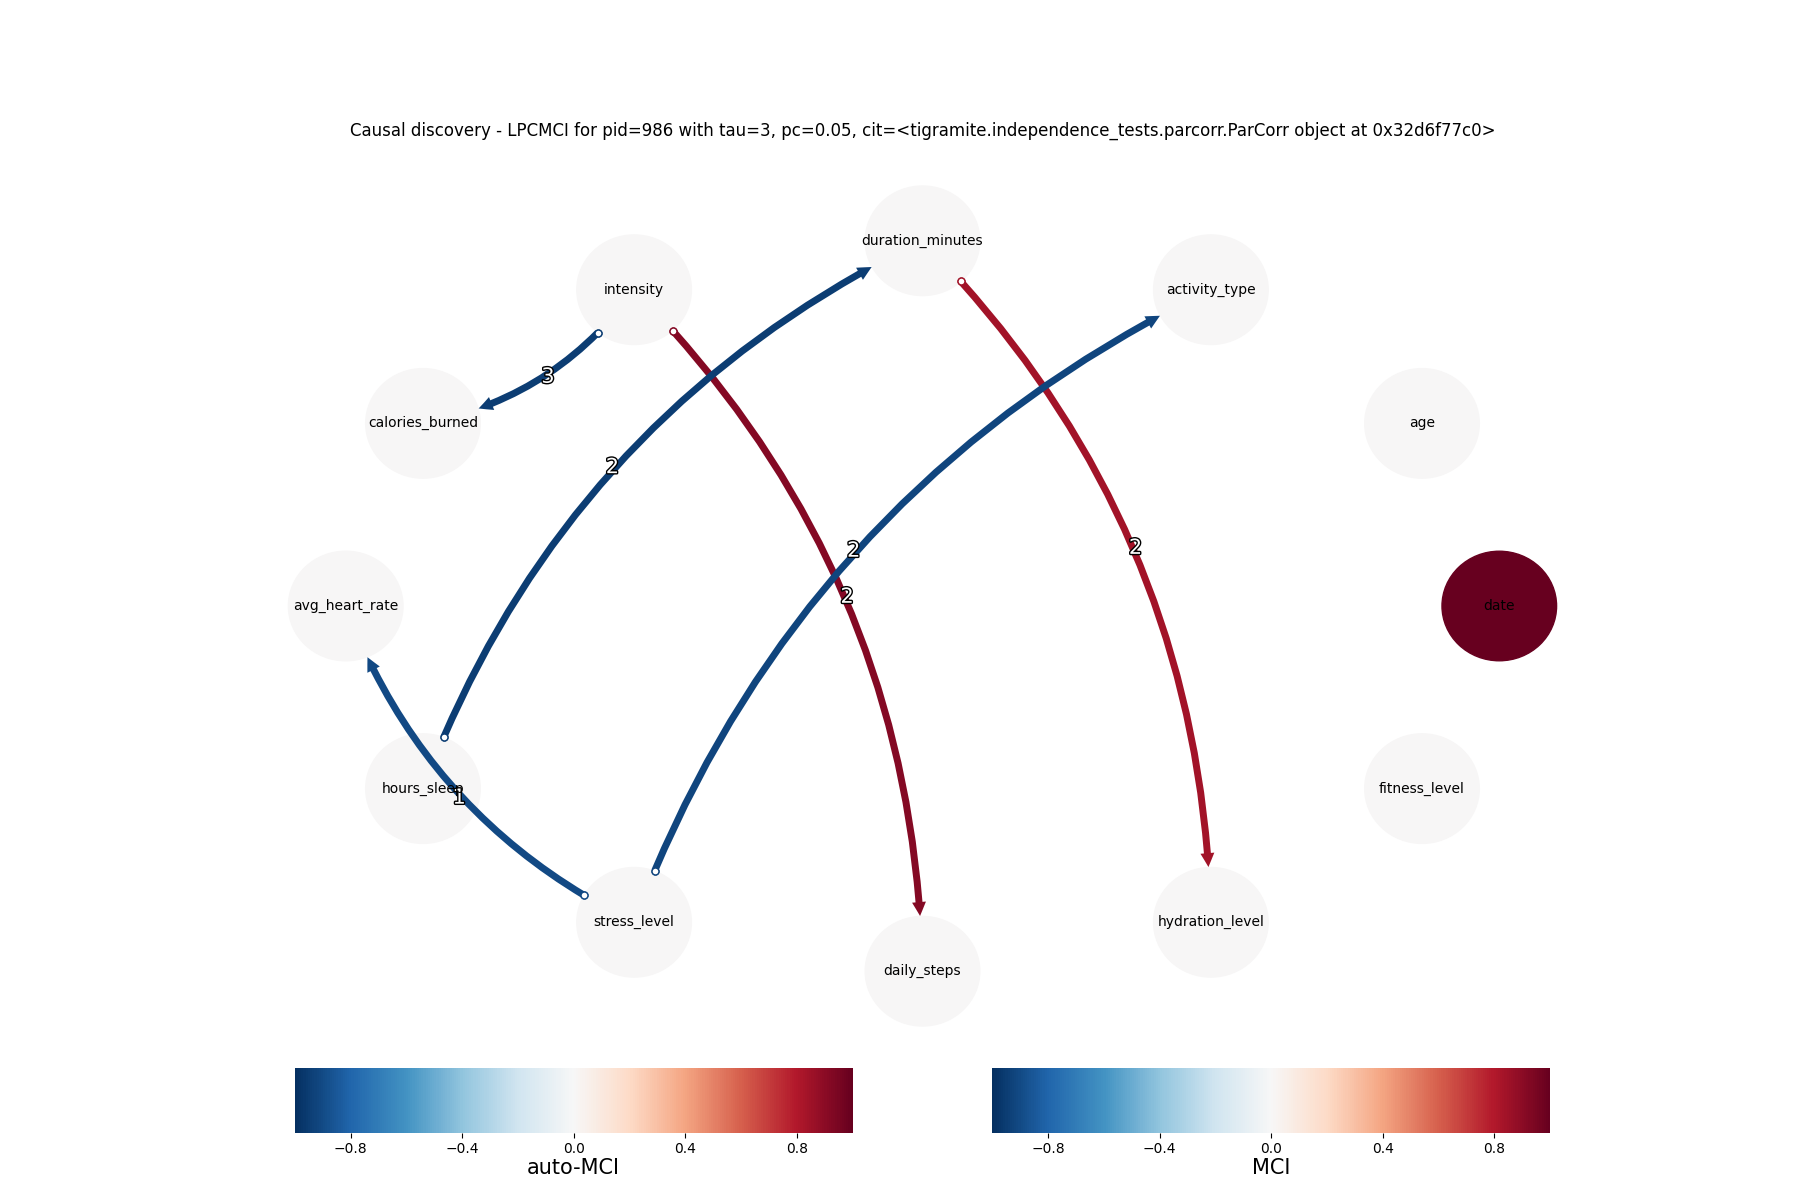 Causal discovery - LPCMCI for pid=986 with tau=3, pc=0.05, cit=<tigramite.independence_tests.parcorr.ParCorr object at 0x32d6f77c0>
duration_minutes
intensity
activity_type
3
calories_burned
age
2
2
2
2
avg_heart_rate
date
hours_sleep
1
fitness_level
stress_level
hydration_level
daily_steps
−0.8 −0.4 0.0 0.4 0.8
auto-MCI
−0.8 −0.4 0.0 0.4 0.8
MCI